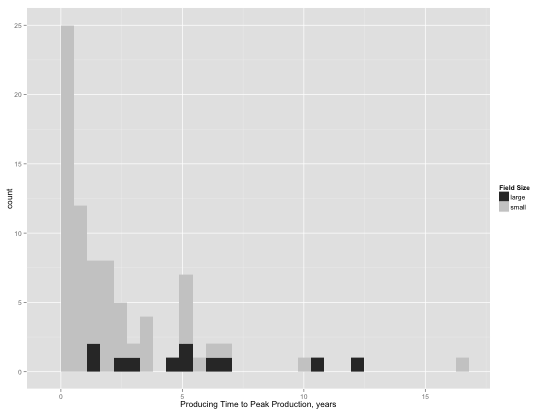 25
20
15
10
5
0
count
0 5 10 15
Producing Time to Peak Production, years
Field Size
large
small